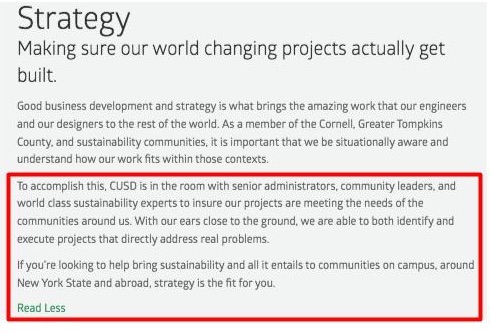 Strategy
Making sure our world changing projects actually get
built.
Good business development and strategy is what brings the amazing work that our engineers
and our designers to the rest of the world. As a member of the Cornell, Greater Tompkins
County, and sustainability communities, it is important that we be situationally aware and
understand how our work fits within those contexts.
To accomplish this, CUSD is in the room with senior administrators, community leaders, and
world class sustainability experts to insure our projects are meeting the needs of the
communities around us. With our ears close to the ground, we are able to both identify and
execute projects that directly address real problems.
If you're looking to help bring sustainability and all it entails to communities on campus, around
New York State and abroad, strategy is the fit for you.
Read Less